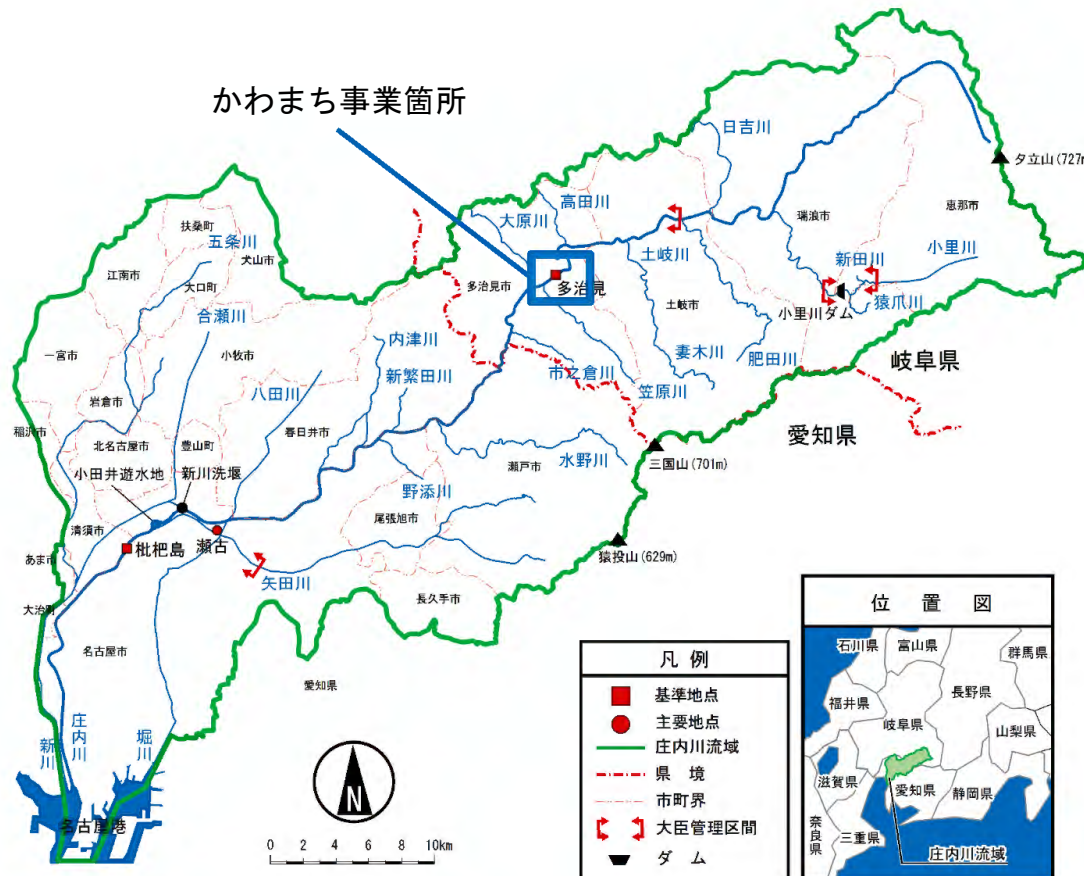 かわまち事業箇所
日吉川
夕立山(727m
高田川
大原川
恵那市
瑞浪市
扶桑町
五条川
犬山市
土岐川
新田川
小里川
江南市
大口町
多治見市
多治見
土岐市
小里川ダム
猿爪川
合瀬川
内津川
妻木川
肥田川
一宮市
小牧市
新繁田川
市之倉川
岐阜県
八田川
笠原川
岩倉市
稲沢市
北名古屋市
豊山町
春日井市
愛知県
三国山(701m)
瀬戸市
水野川
小田井遊水地
新川洗堰
野添川
尾張旭市
清須市
瀬古
枇杷島
猿投山(629m)
あま市
矢田川
長久手市
大治町
名古屋市
愛知県
庄内川
新川
堀川
名古屋港
N
0 2 4 6 8 10km
凡例
基準地点
主要地点
庄内川流域
県 境
市町界
大臣管理区間
ダ ム
位 置 図
石川県
富山県
群馬県
福井県
長野県
岐阜県
山梨県
滋賀県
愛知県
静岡県
奈良県
三重県
庄内川流域